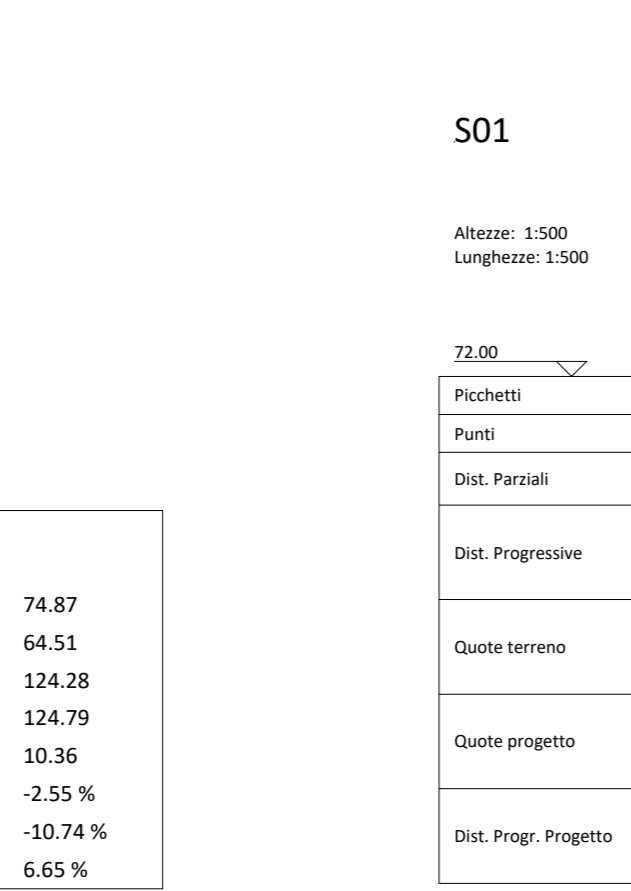 S01
Altezze: 1:500
Lunghezze: 1:500
72.00
Picchetti
Punti
Dist. Parziali
Dist. Progressive
Quote terreno
Quote progetto
Dist. Progr. Progetto
74.87
64.51
124.28
124.79
10.36
-2.55 %
-10.74 %
6.65 %